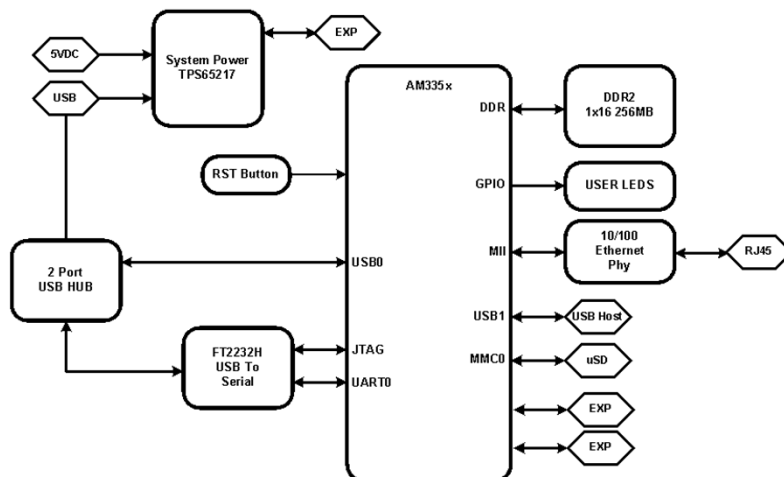 5VDC
System Power
TPS65217
EXP
USB
AM335x
DDR
DDR2
1x16 256MB
RST Button
GPIO
USER LEDS
MII
10/100
Ethernet
Phy
RJ45
2 Port
USB HUB
USB0
USB1
USB Host
FT2232H
USB To
Serial
JTAG
UART0
MMC0
uSD
EXP
EXP